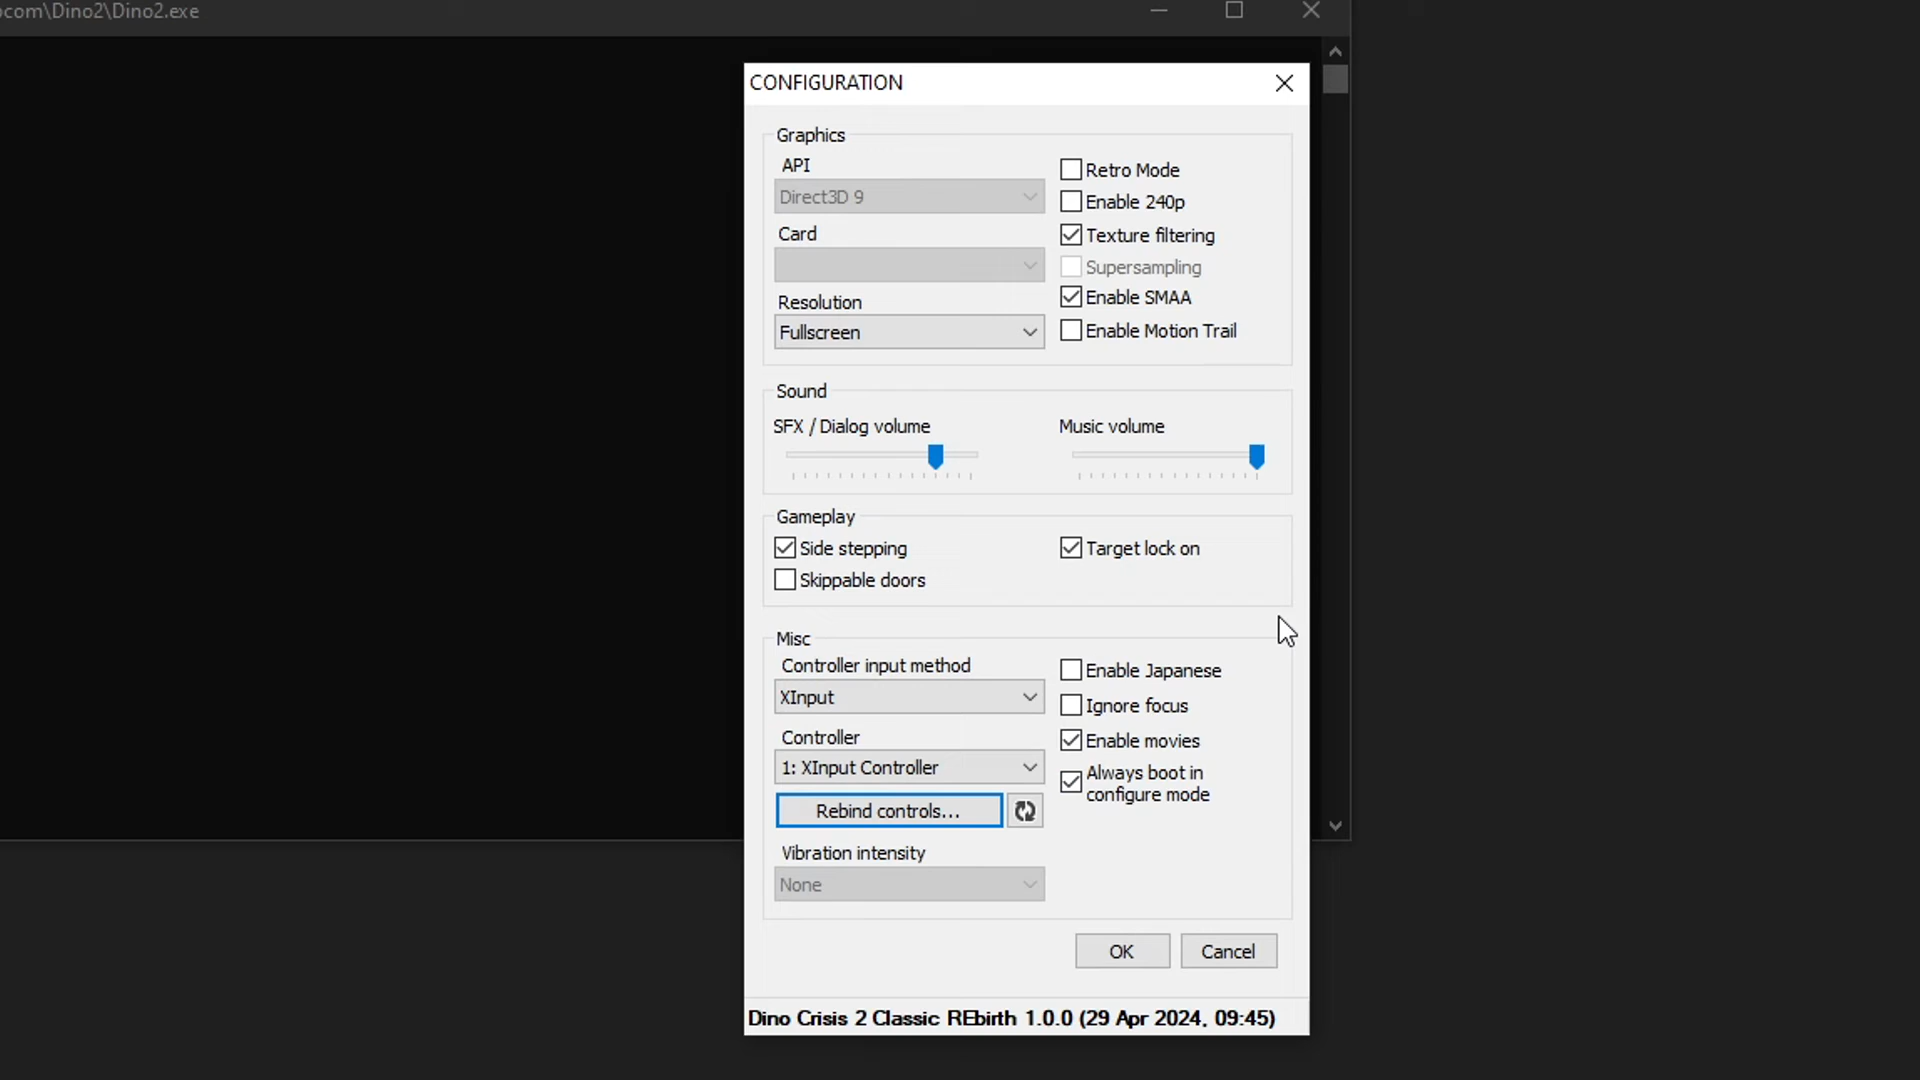 com\Dino2\Dino2.exe
CONFIGURATION
Graphics
API
Direct3D 9
Card
Resolution
Fullscreen
Retro Mode
Enable 240p
Texture filtering
Supersampling
Enable SMAA
Enable Motion Trail
Sound
SFX / Dialog volume
Music volume
Gameplay
Side stepping
Target lock on
Skippable doors
Misc
Controller input method
XInput
Controller
1: XInput Controller
Rebind controls...
Vibration intensity
None
Enable Japanese
Ignore focus
Enable movies
Always boot in
configure mode
OK
Cancel
Dino Crisis 2 Classic REbirth 1.0.0 (29 Apr 2024, 09:45)